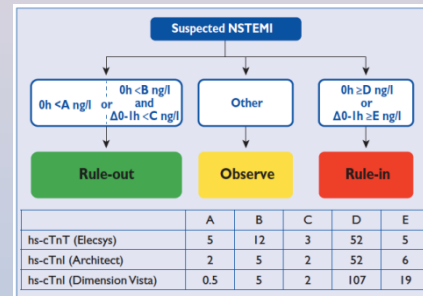 Suspected NSTEMI
0h <A ng/l or 0h <B ng/l and Δ0-1h <C ng/l
Other
0h ≥D ng/l
or
Δ0-1h ≥E ng/l
Rule-out
Observe
Rule-in
A B C D E
hs-cTnT (Elecsys) 5 12 3 52 5
hs-cTnl (Architect) 2 5 2 52 6
hs-cTnl (Dimension Vista) 0.5 5 2 107 19